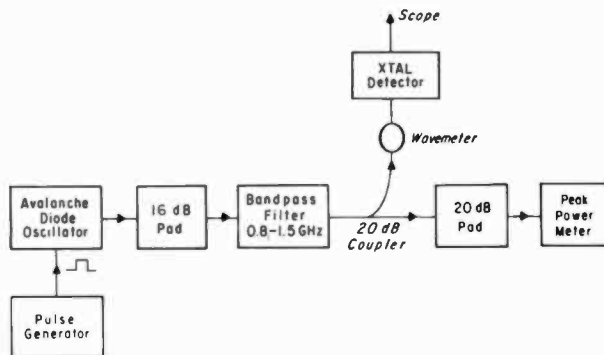 Scope
XTAL
Detector
Wavemeter
Avalanche
Diode
Oscillator
16 dB
Pad
Bandpass
Filter
0.8-1.5 GHz
20 dB
Coupler
20 dB
Pad
Peak
Power
Meter
Pulse
Generator